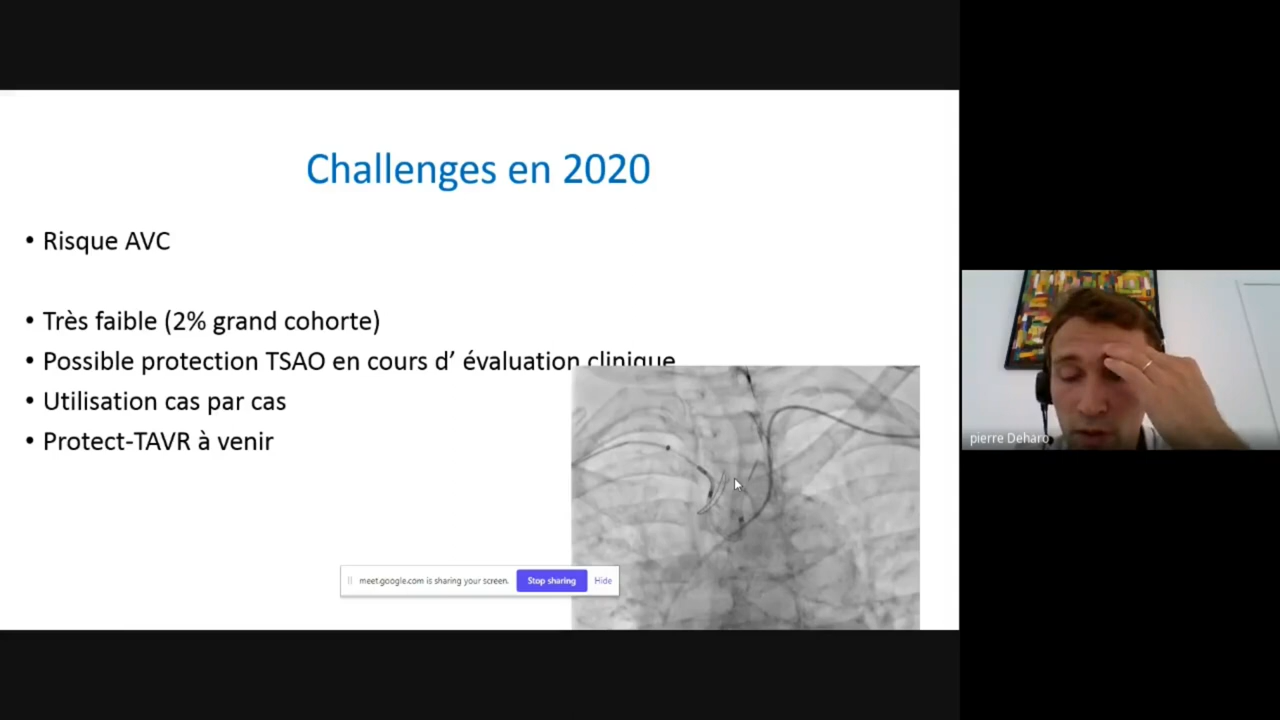 Challenges en 2020
• Risque AVC
• Très faible (2% grand cohorte)
• Possible protection TSAO en cours d’ évaluation clinique
• Utilisation cas par cas
• Protect-TAVR à venir
meet.google.com is sharing your screen. Stop sharing Hide
pierre Deharo